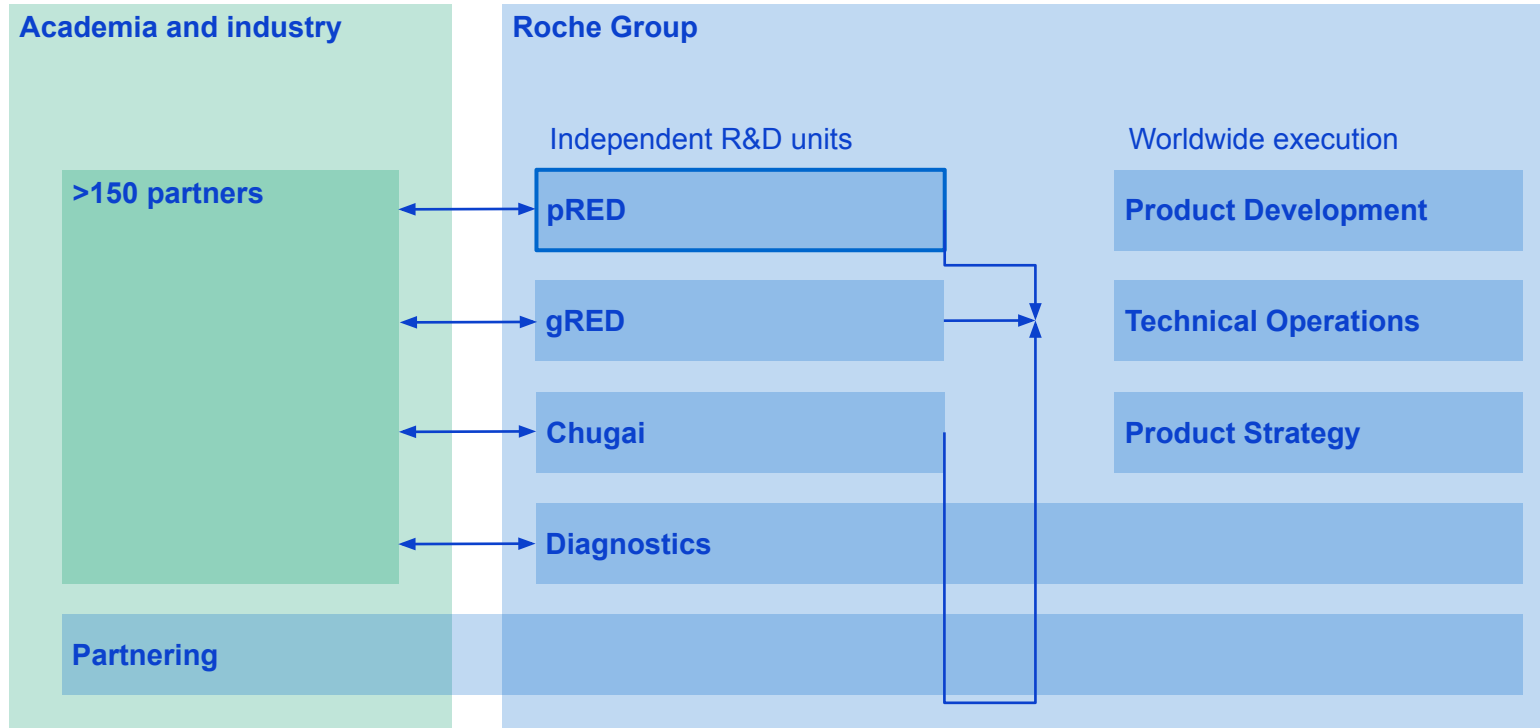 Academia and industry
Roche Group
Independent R&D units
Worldwide execution
>150 partners
pRED
Product Development
gRED
Technical Operations
Chugai
Product Strategy
Diagnostics
Partnering